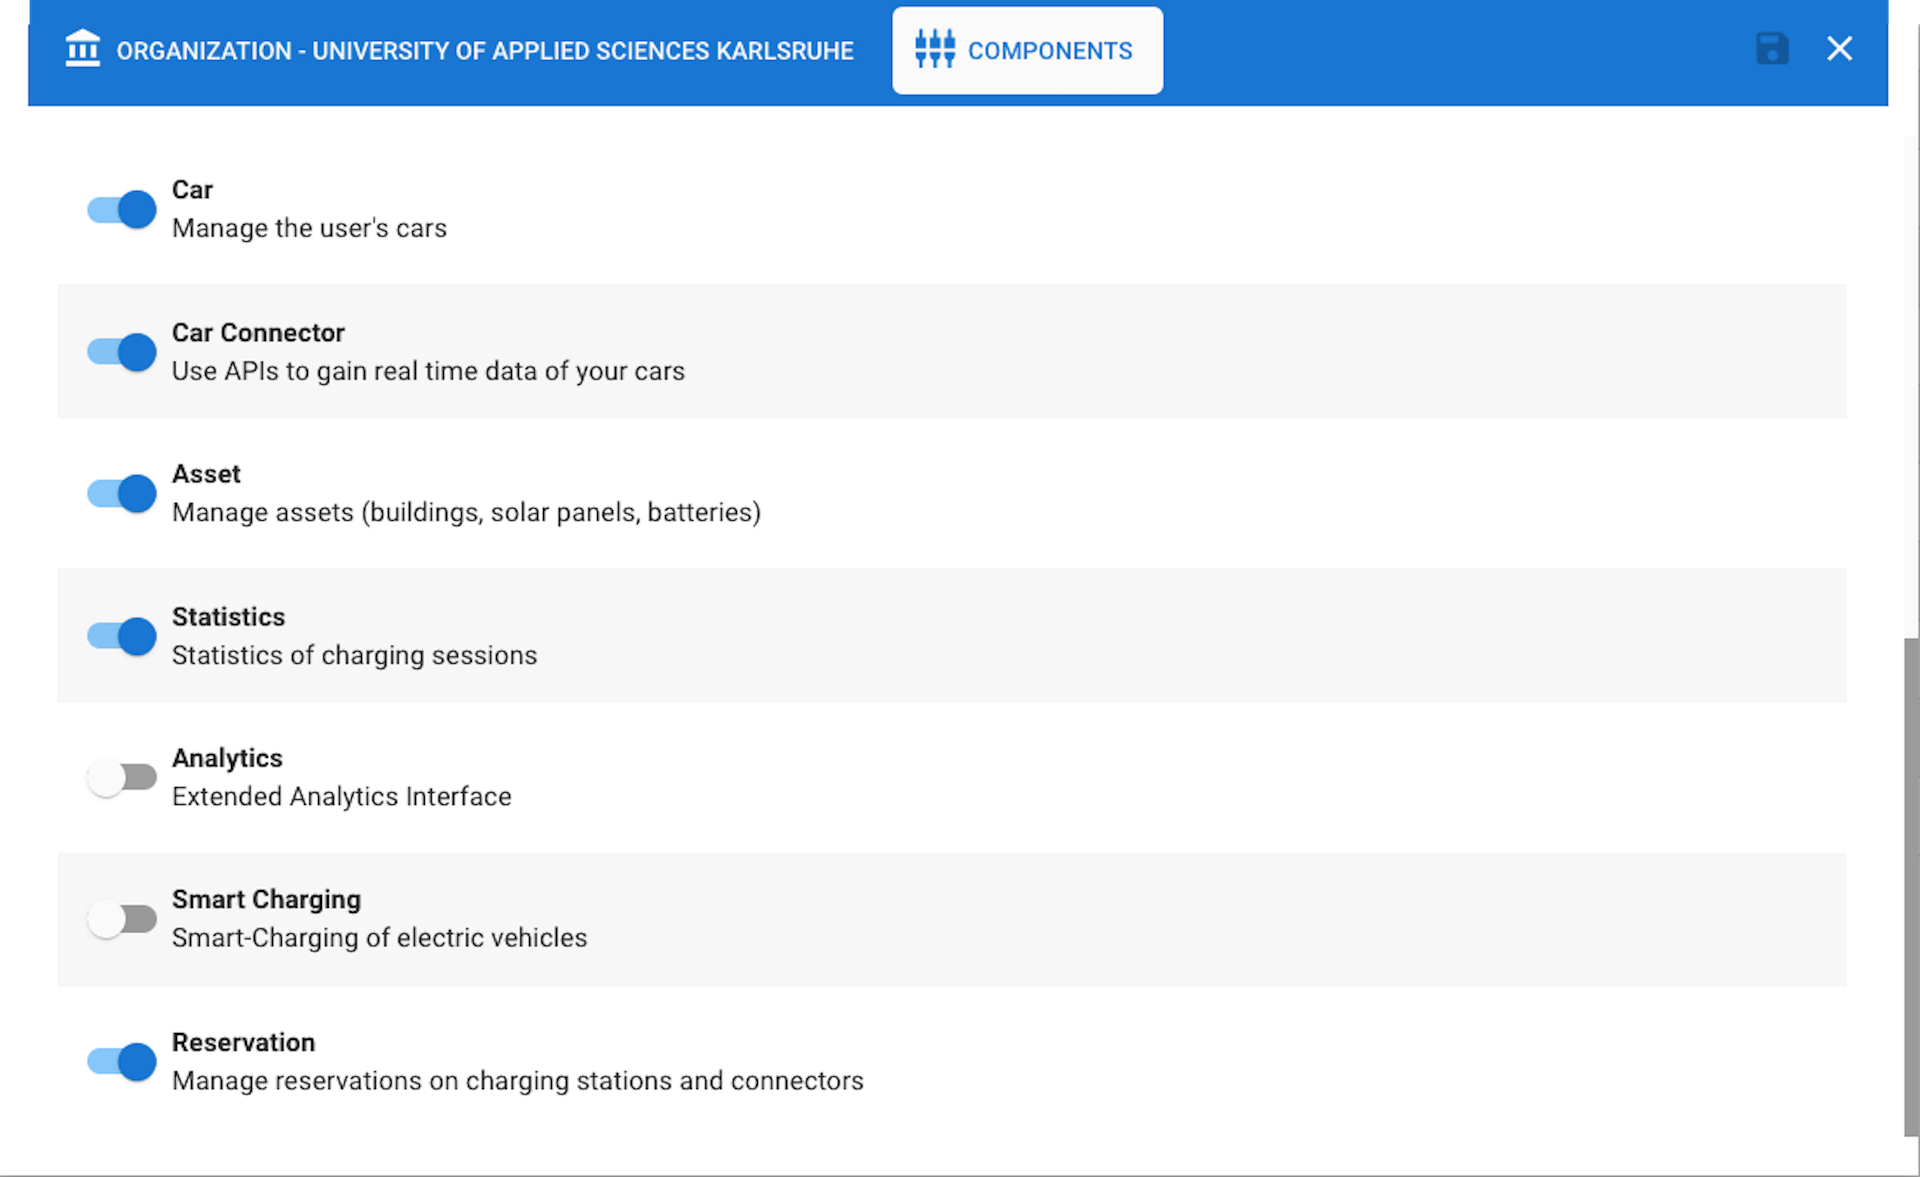 ORGANIZATION - UNIVERSITY OF APPLIED SCIENCES KARLSRUHE
COMPONENTS
Car
Manage the user's cars
Car Connector
Use APIs to gain real time data of your cars
Asset
Manage assets (buildings, solar panels, batteries)
Statistics
Statistics of charging sessions
Analytics
Extended Analytics Interface
Smart Charging
Smart-Charging of electric vehicles
Reservation
Manage reservations on charging stations and connectors